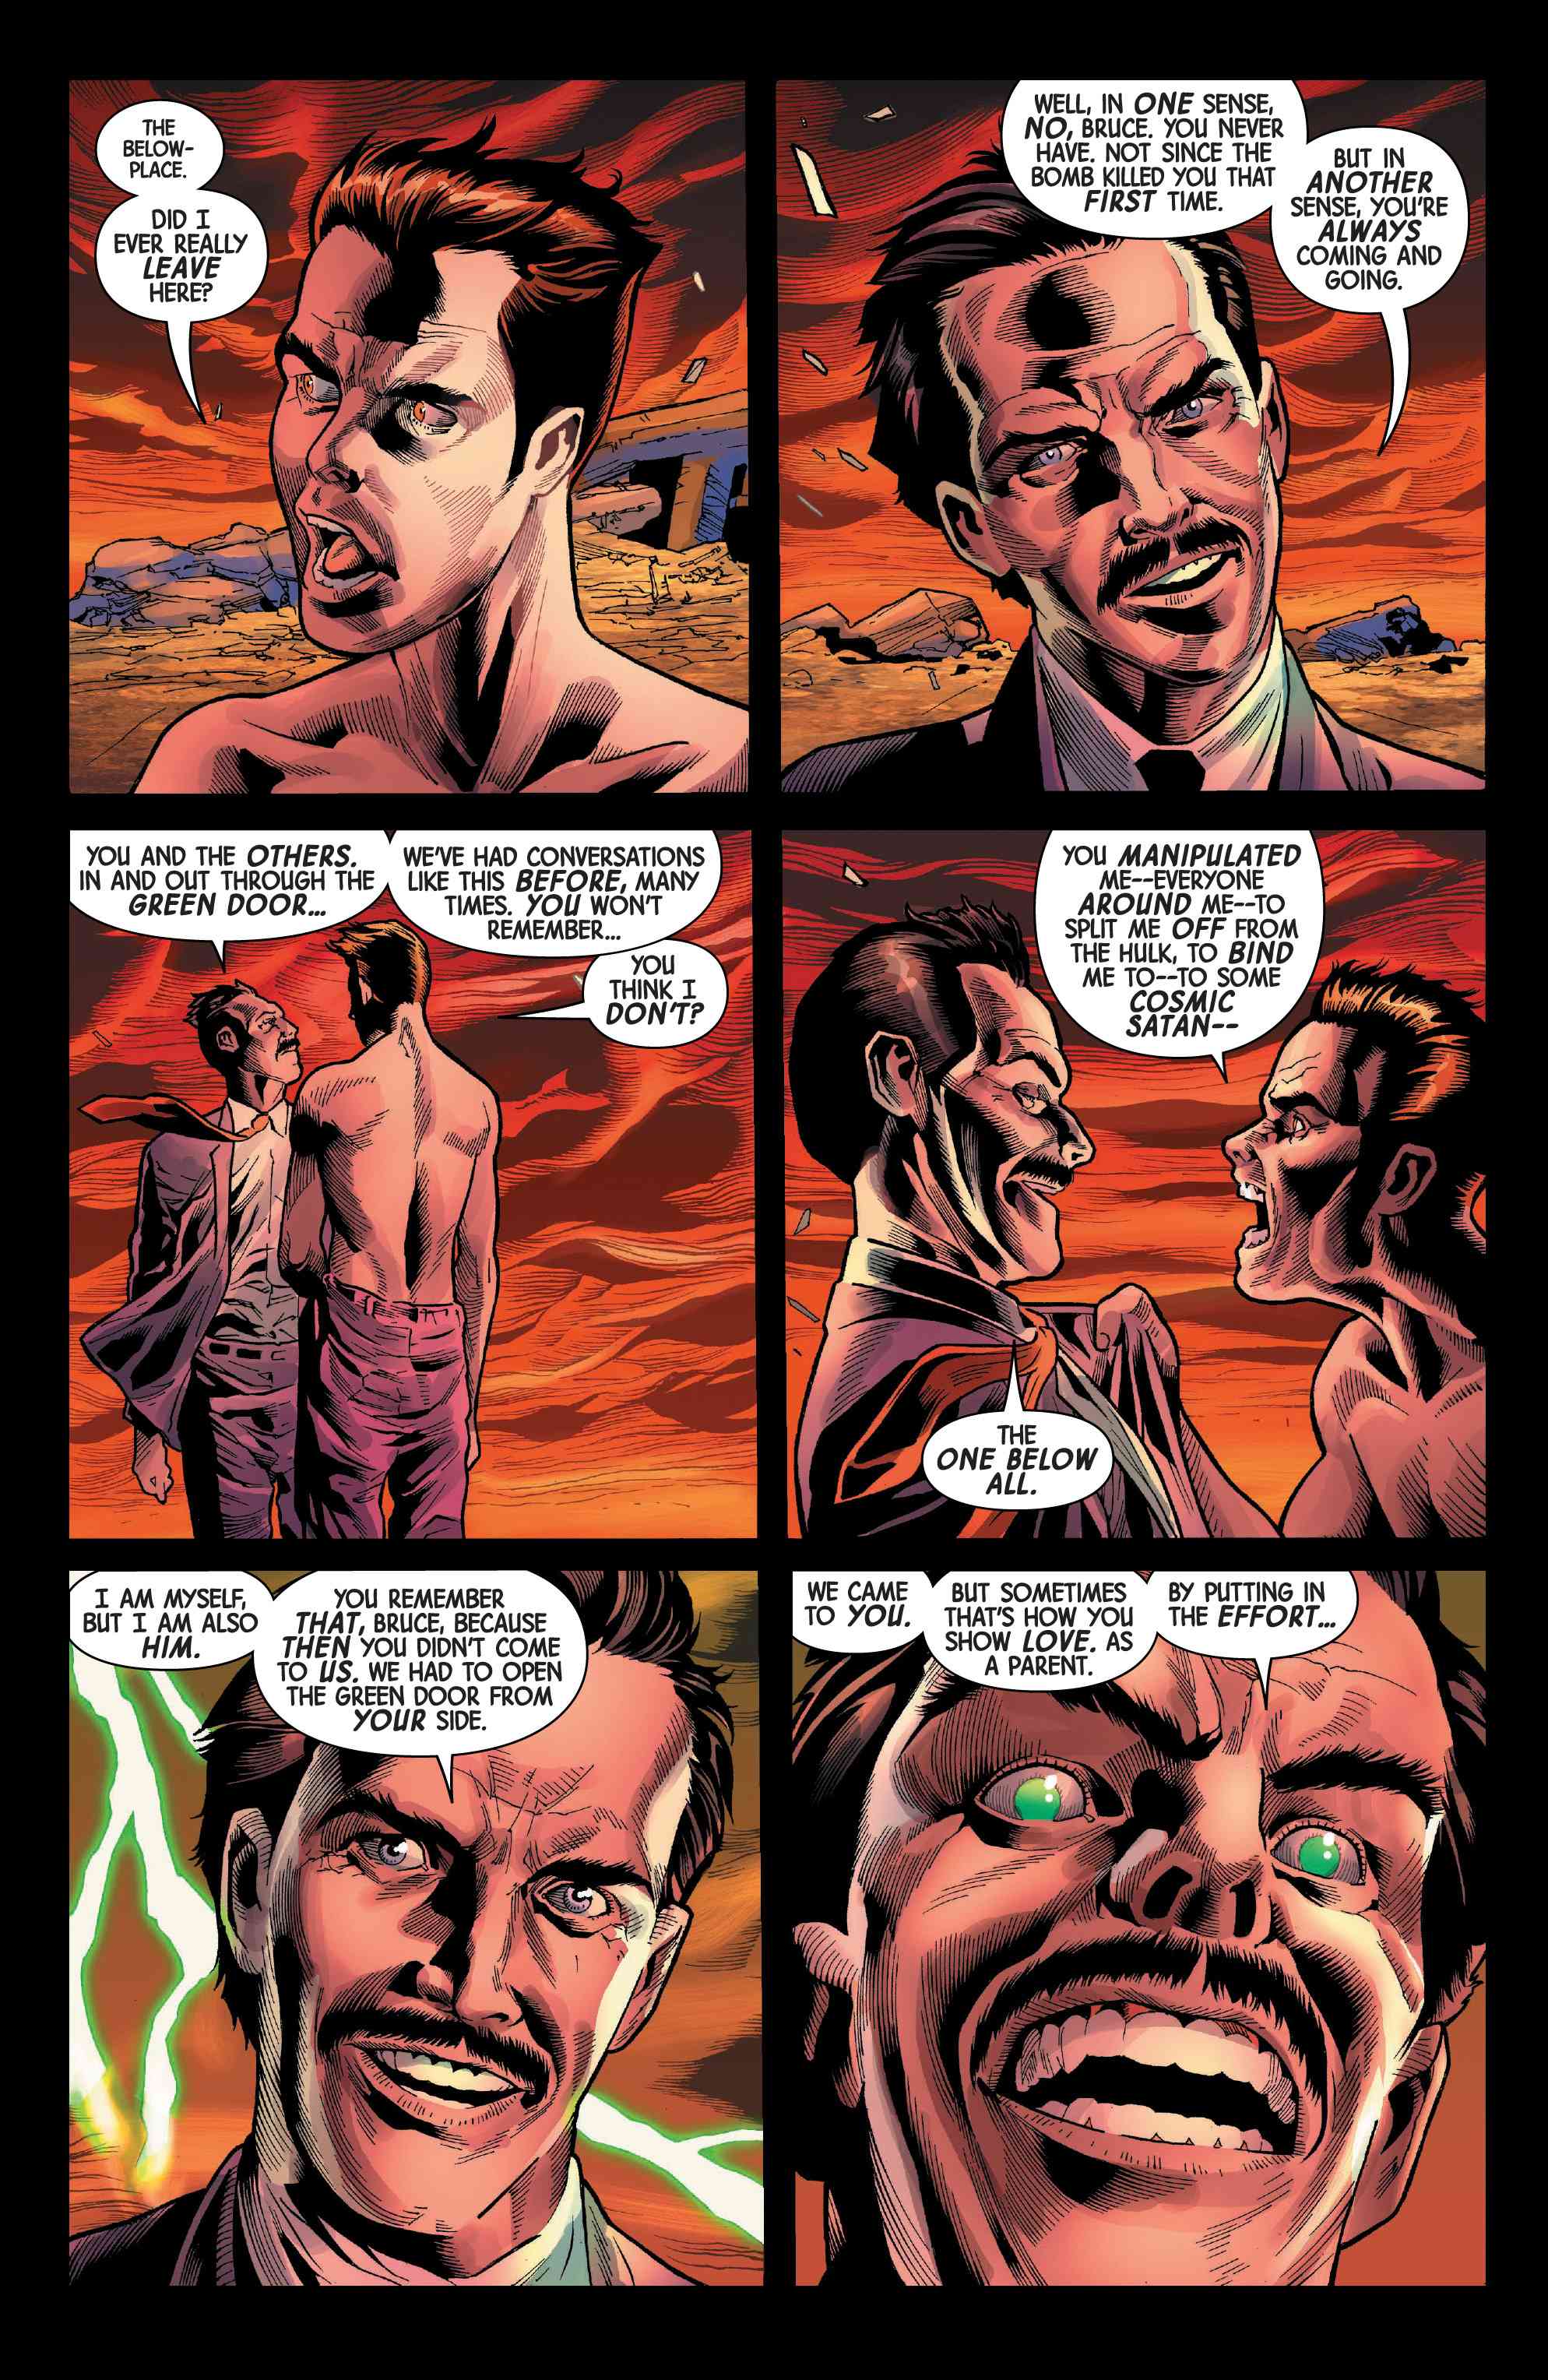 THE
BELOW-
PLACE.
DID I
EVER REALLY
LEAVE
HERE?
WELL, IN ONE SENSE,
NO, BRUCE. YOU NEVER
HAVE. NOT SINCE THE
BOMB KILLED YOU THAT
FIRST TIME.
BUT IN
ANOTHER
SENSE, YOU'RE
ALWAYS
COMING AND
GOING.
YOU AND THE OTHERS.
IN AND OUT THROUGH THE
GREEN DOOR...
WE'VE HAD CONVERSATIONS
LIKE THIS BEFORE, MANY
TIMES. YOU WON'T
REMEMBER...
YOU
THINK I
DON'T?
YOU MANIPULATED
ME--EVERYONE
AROUND ME--TO
SPLIT ME OFF FROM
THE HULK, TO BIND
ME TO--TO SOME
COSMIC
SATAN--
THE
ONE BELOW
ALL.
I AM MYSELF,
BUT I AM ALSO
HIM.
YOU REMEMBER
THAT, BRUCE, BECAUSE
THEN YOU DIDN'T COME
TO US. WE HAD TO OPEN
THE GREEN DOOR FROM
YOUR SIDE.
WE CAME
TO YOU.
BUT SOMETIMES
THAT'S HOW YOU
SHOW LOVE. AS
A PARENT.
BY PUTTING IN
THE EFFORT...